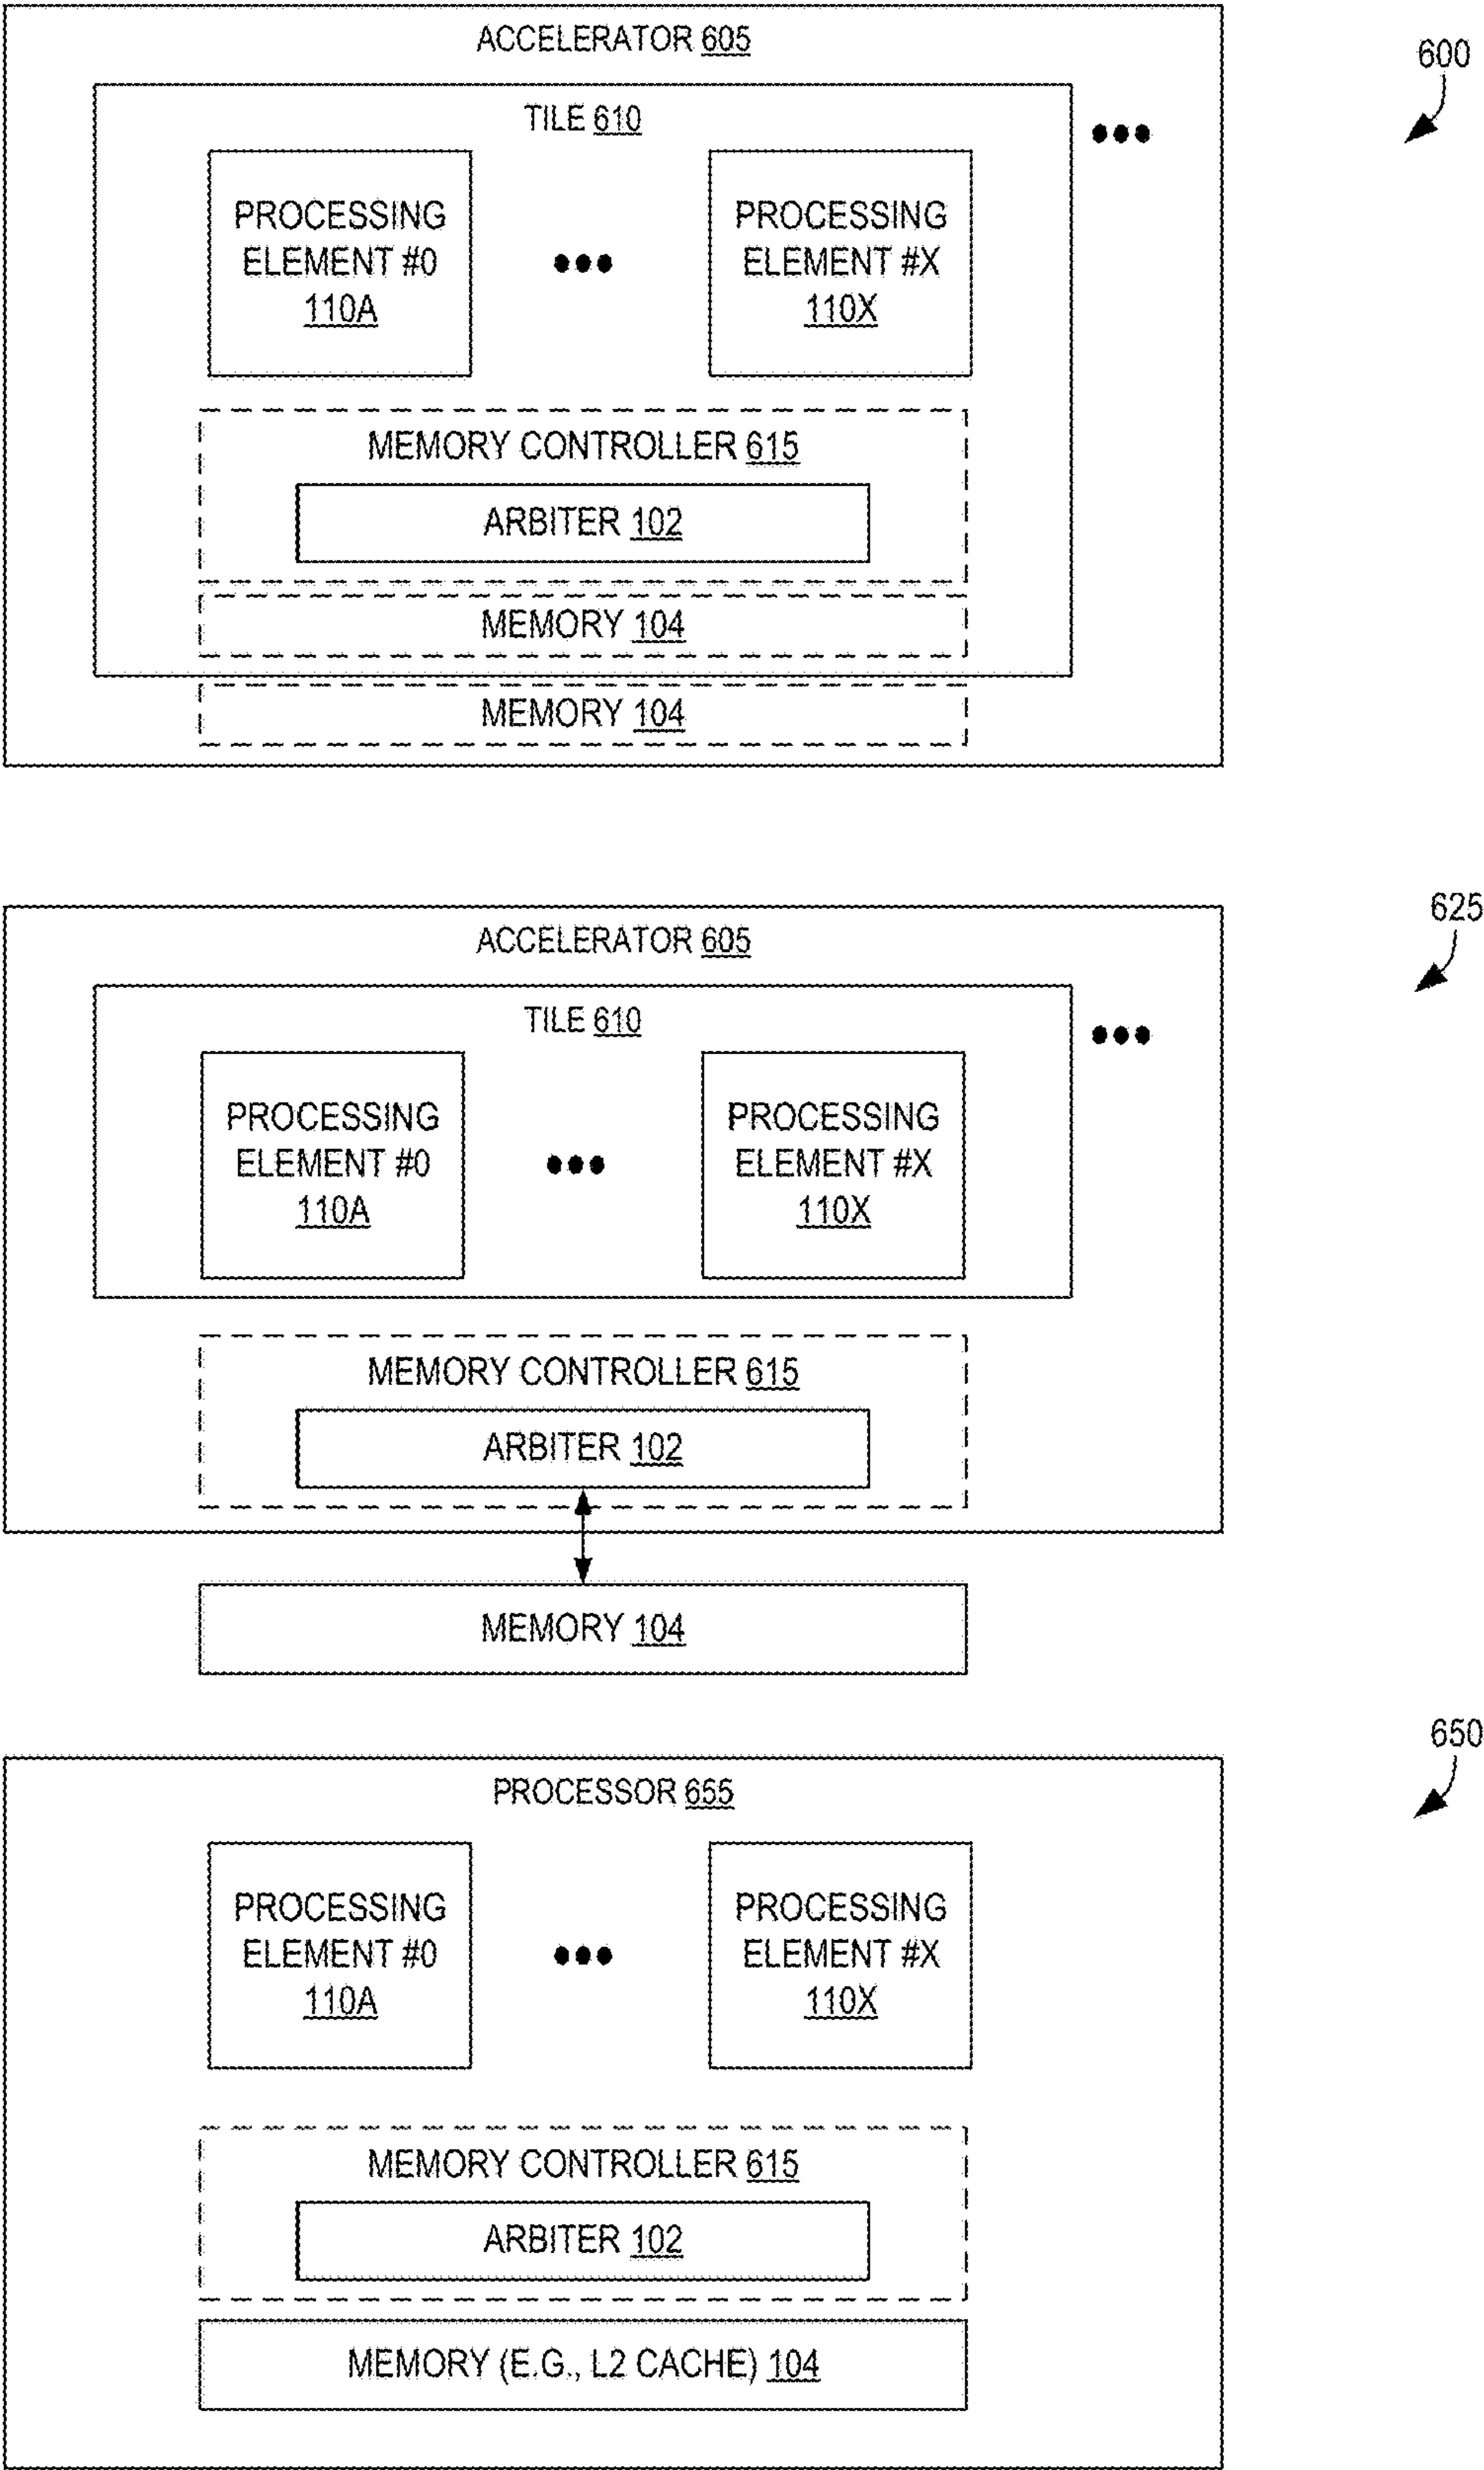 ACCELERATOR 605
600
TILE 610
PROCESSING
ELEMENT #0
110A
PROCESSING
ELEMENT #X
110X
MEMORY CONTROLLER 615
ARBITER 102
MEMORY 104
MEMORY 104
625
ACCELERATOR 605
TILE 610
PROCESSING
ELEMENT #0
110A
PROCESSING
ELEMENT #X
110X
MEMORY CONTROLLER 615
ARBITER 102
MEMORY 104
650
PROCESSOR 655
PROCESSING
ELEMENT #0
110A
PROCESSING
ELEMENT #X
110X
MEMORY CONTROLLER 615
ARBITER 102
MEMORY (E.G., L2 CACHE) 104